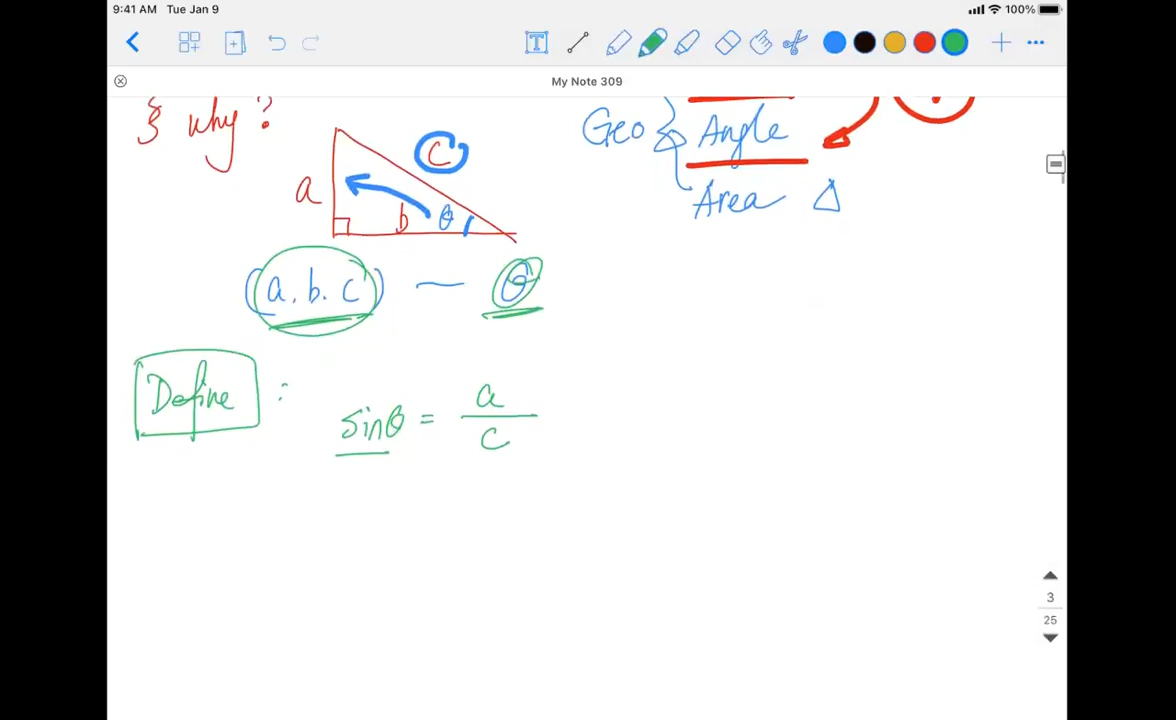 9:41 AM Tue Jan 9
100%
T
My Note 309
§ why?
a
b
θ
c
Geo
Angle
Area Δ
(a. b. c) — θ
Define :
sinθ = a
c
3
25